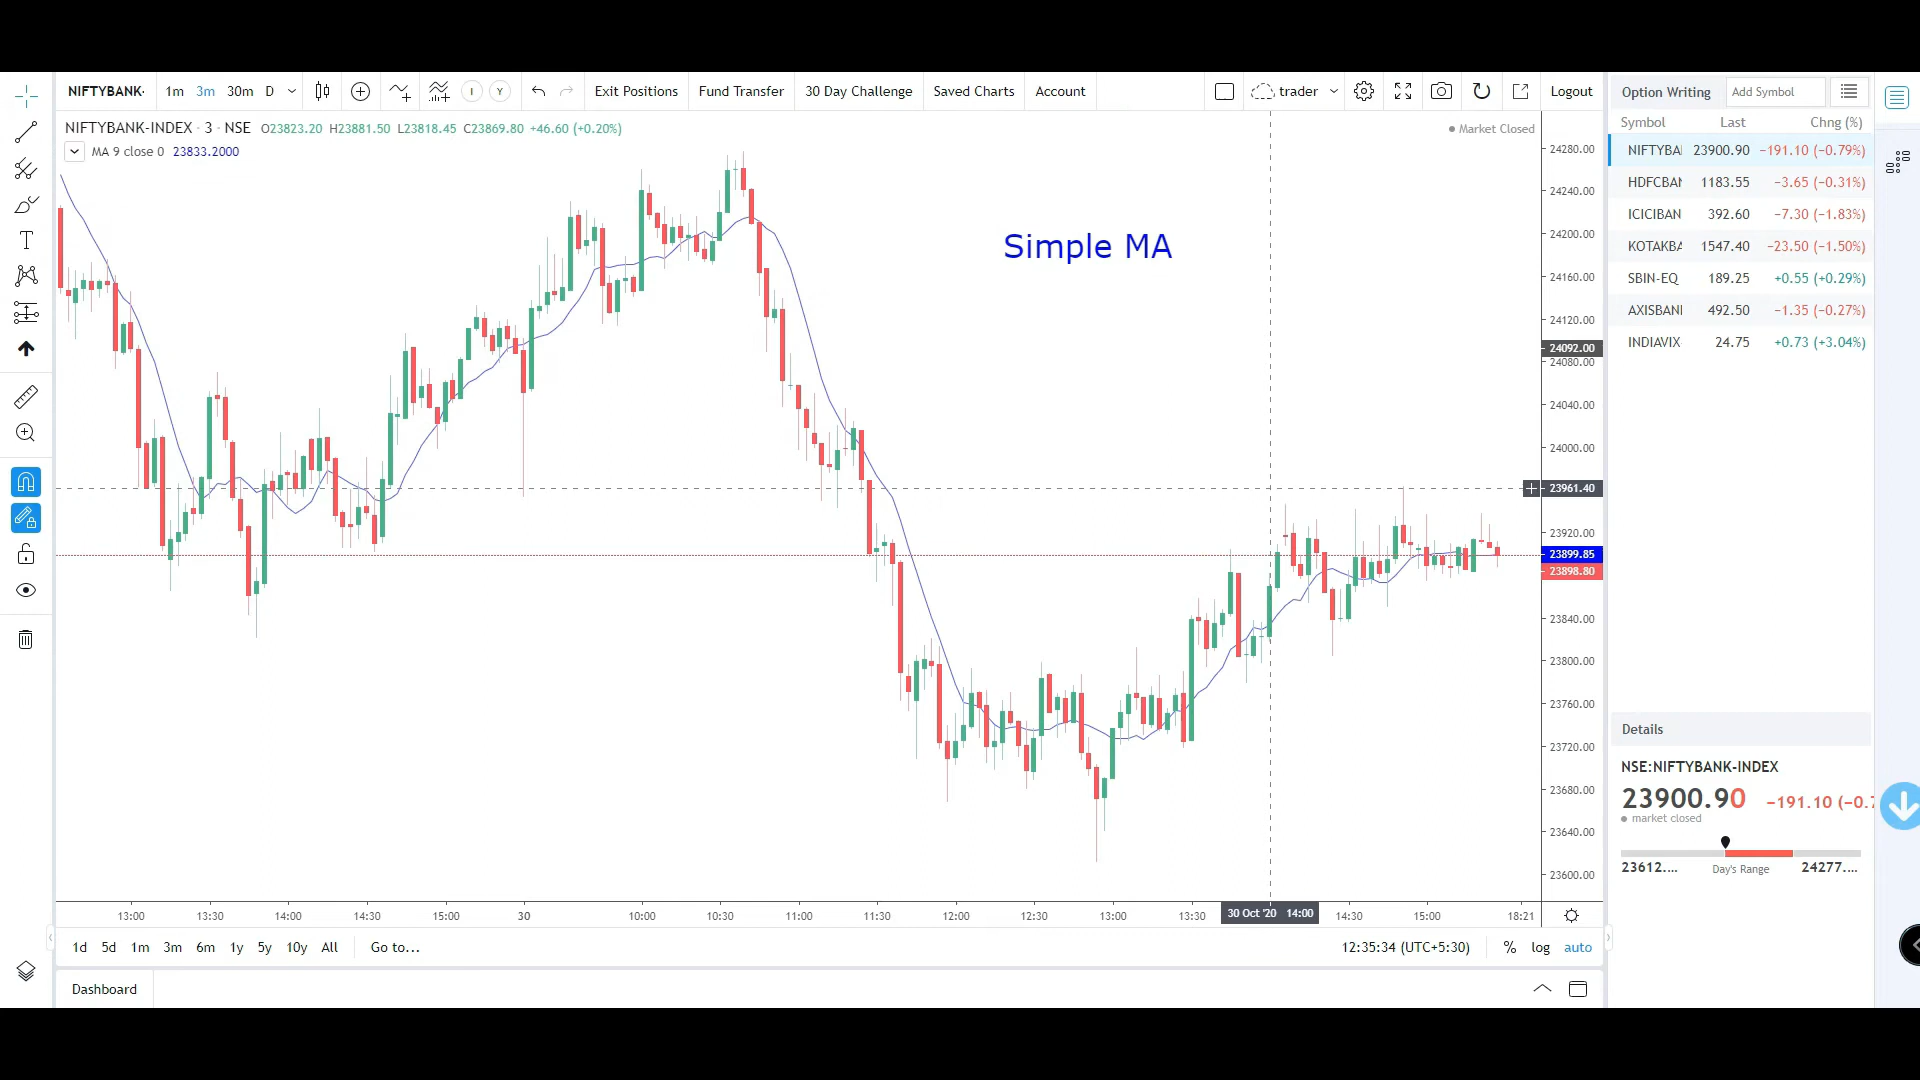 NIFTYBANK· 1m 3m 30m D I Y Exit Positions Fund Transfer 30 Day Challenge Saved Charts Account trader Logout
NIFTYBANK-INDEX · 3 · NSE O23823.20 H23881.50 L23818.45 C23869.80 +46.60 (+0.20%) Market Closed
MA 9 close 0 23833.2000
Simple MA
24280.00
24240.00
24200.00
24160.00
24120.00
24092.00
24080.00
24040.00
24000.00
23961.40
23920.00
23899.85
23898.80
23840.00
23800.00
23760.00
23720.00
23680.00
23640.00
23600.00
13:00 13:30 14:00 14:30 15:00 30 10:00 10:30 11:00 11:30 12:00 12:30 13:00 13:30 30 Oct '20 14:00 14:30 15:00 18:21
1d 5d 1m 3m 6m 1y 5y 10y All Go to... 12:35:34 (UTC+5:30) % log auto
Dashboard
Option Writing Add Symbol
Symbol Last Chng (%)
NIFTYBA 23900.90 −191.10 (−0.79%)
HDFCBAN 1183.55 −3.65 (−0.31%)
ICICIBAN 392.60 −7.30 (−1.83%)
KOTAKBA 1547.40 −23.50 (−1.50%)
SBIN-EQ 189.25 +0.55 (+0.29%)
AXISBANI 492.50 −1.35 (−0.27%)
INDIAVIX 24.75 +0.73 (+3.04%)
Details
NSE:NIFTYBANK-INDEX
23900.90 −191.10 (−0.7
market closed
23612.... Day's Range 24277....